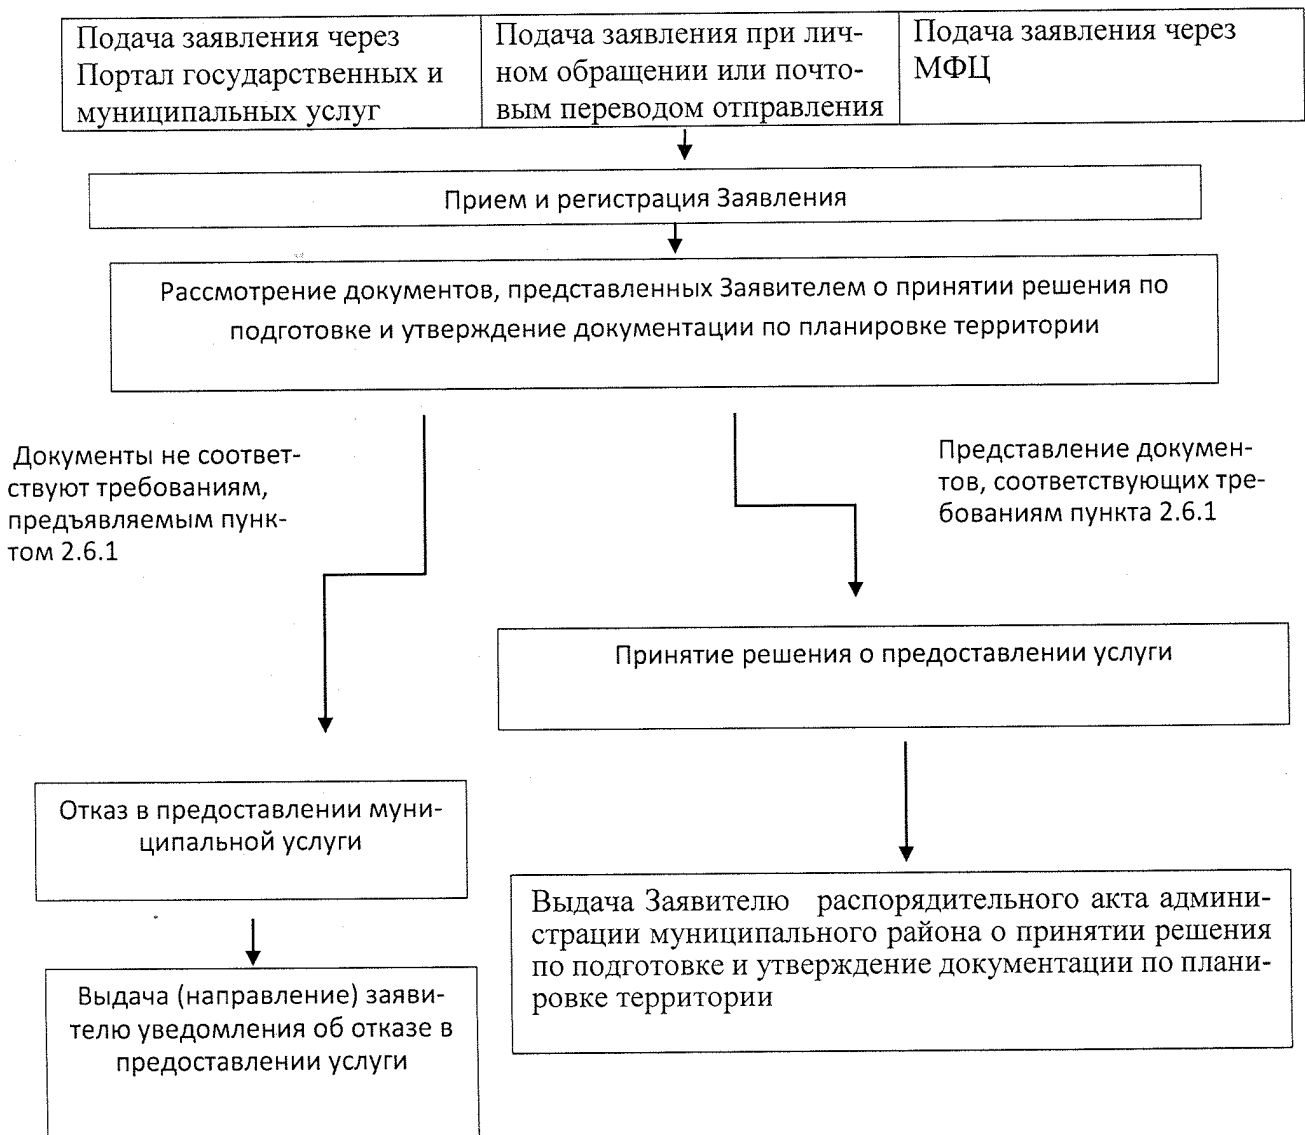 Подача заявления через
Портал государственных и
муниципальных услуг
Подача заявления при лич-
ном обращении или почто-
вым переводом отправления
Подача заявления через
МФЦ
Прием и регистрация Заявления
Рассмотрение документов, представленных Заявителем о принятии решения по
подготовке и утверждение документации по планировке территории
Документы не соответ-
ствуют требованиям,
предъявляемым пунк-
том 2.6.1
Представление докумен-
тов, соответствующих тре-
бованиям пункта 2.6.1
Принятие решения о предоставлении услуги
Отказ в предоставлении муни-
ципальной услуги
Выдача Заявителю распорядительного акта админи-
страции муниципального района о принятии решения
по подготовке и утверждение документации по плани-
ровке территории
Выдача (направление) заяви-
телю уведомления об отказе в
предоставлении услуги